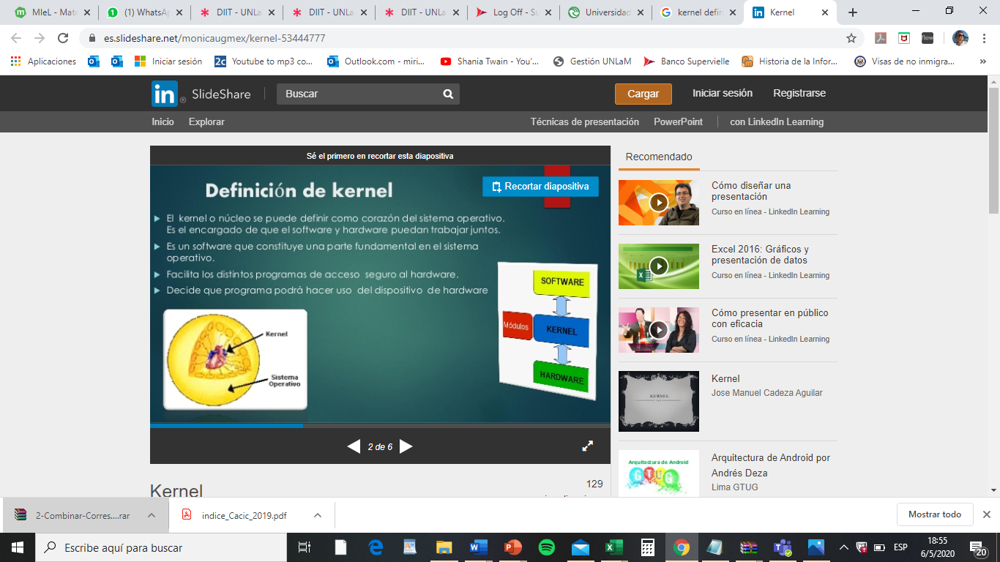 MIeL - Mate
(1) WhatsAp
DIIT - UNLa
DIIT - UNLa
DIIT - UNLa
Log Off - Su
Universidad
kernel defin
Kernel
es.slideshare.net/monicaugmex/kernel-53444777
Aplicaciones
Iniciar sesión
Youtube to mp3 co...
Outlook.com - miri...
Shania Twain - You'...
Gestión UNLaM
Banco Supervielle
Historia de la Infor...
Visas de no inmigra...
in ® SlideShare
Buscar
Cargar
Iniciar sesión
Registrarse
Inicio
Explorar
Técnicas de presentación
PowerPoint
con LinkedIn Learning
Sé el primero en recortar esta diapositiva
Definición de kernel
Recortar diapositiva
El kernel o núcleo se puede definir como corazón del sistema operativo.
Es el encargado de que el software y hardware puedan trabajar juntos.
Es un software que constituye una parte fundamental en el sistema
operativo.
Facilita los distintos programas de acceso seguro al hardware.
Decide que programa podrá hacer uso del dispositivo de hardware
Kernel
Sistema
Operativo
SOFTWARE
Módulos
KERNEL
HARDWARE
2 de 6
Kernel
129
Recomendado
Cómo diseñar una
presentación
Curso en línea - LinkedIn Learning
Excel 2016: Gráficos y
presentación de datos
Curso en línea - LinkedIn Learning
Cómo presentar en público
con eficacia
Curso en línea - LinkedIn Learning
KERNEL
Kernel
Jose Manuel Cadeza Aguilar
Arquitectura de Android
GTUG
Arquitectura de Android por
Andrés Deza
Lima GTUG
2-Combinar-Corres....rar
indice_Cacic_2019.pdf
Mostrar todo
Escribe aquí para buscar
ESP
18:55
6/5/2020
20